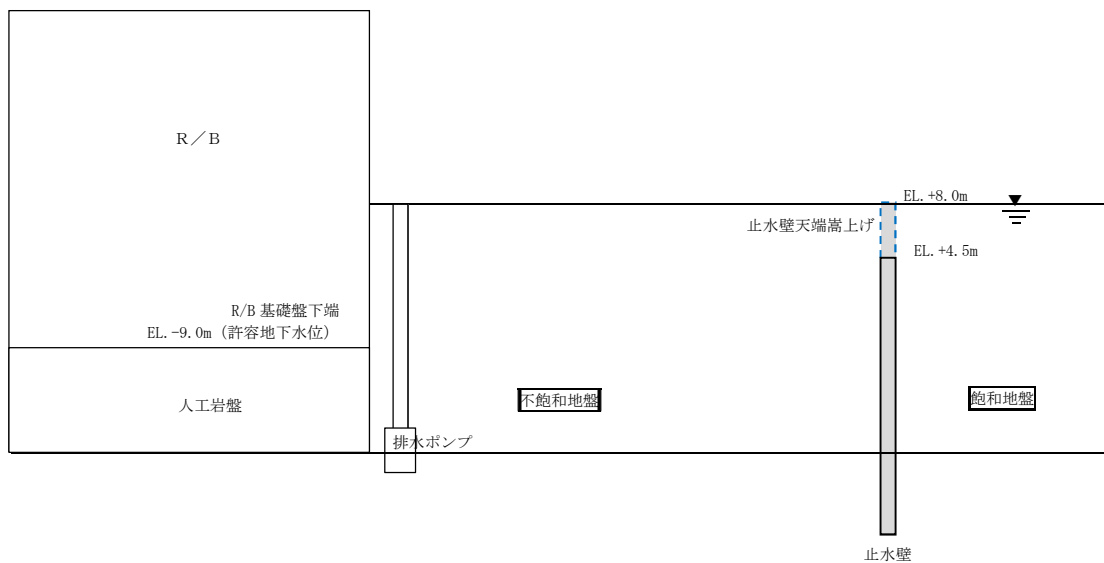 R/B
EL.+8.0m
止水壁天端嵩上げ
EL.+4.5m
R/B 基礎盤下端
EL.-9.0m (許容地下水位)
人工岩盤
不飽和地盤
飽和地盤
排水ポンプ
止水壁